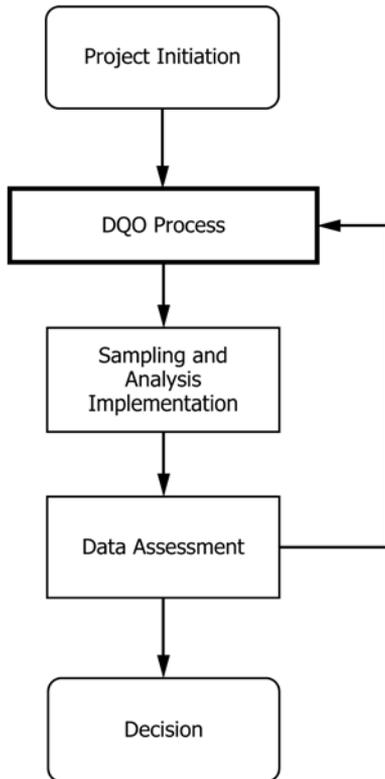 Project Initiation
DQO Process
Sampling and
Analysis
Implementation
Data Assessment
Decision